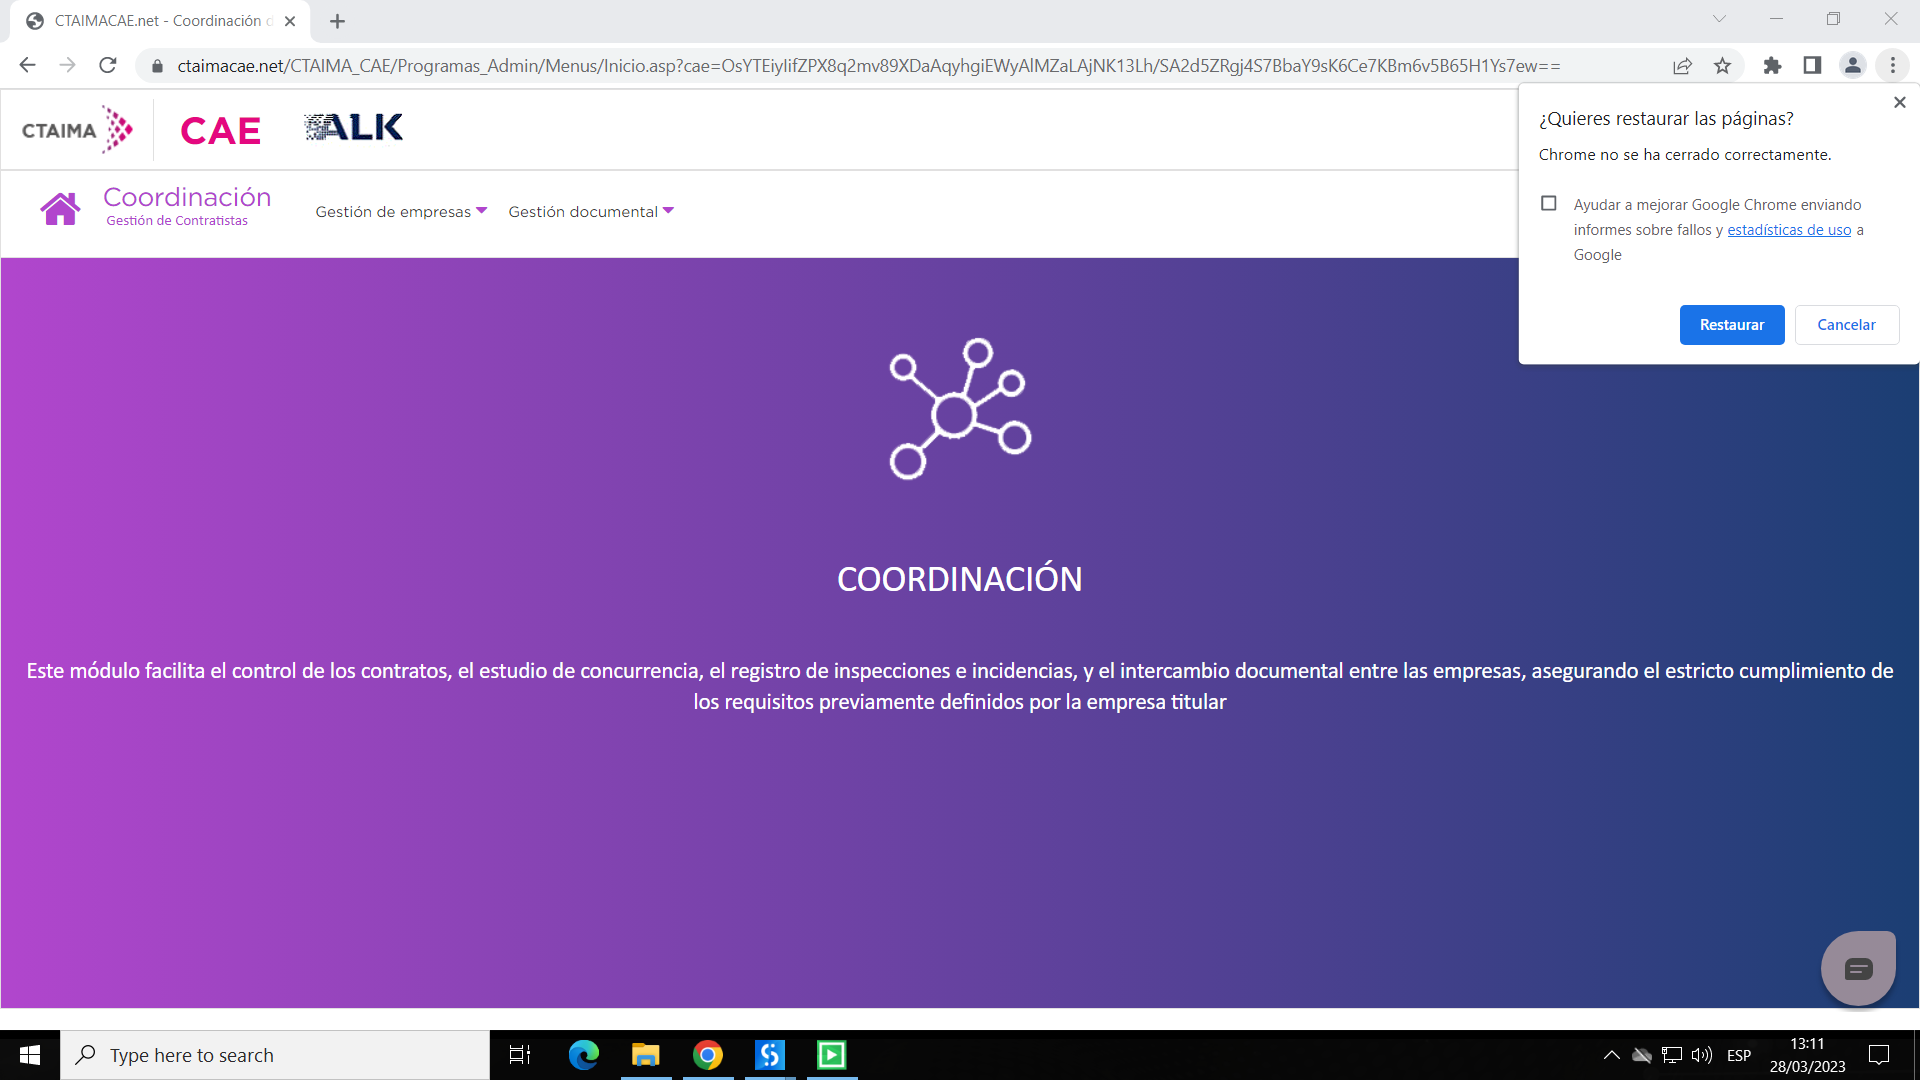 CTAIMACAE.net - Coordinación d
ctaimacae.net/CTAIMA_CAE/Programas_Admin/Menus/Inicio.asp?cae=OsYTEiyIifZPX8q2mv89XDaAqyhgiEWyAlMZaLAjNK13Lh/SA2d5ZRgj4S7BbaY9sK6Ce7KBm6v5B65H1Ys7ew==
CTAIMA CAE ALK
Coordinación
Gestión de Contratistas
Gestión de empresas Gestión documental
¿Quieres restaurar las páginas?
Chrome no se ha cerrado correctamente.
Ayudar a mejorar Google Chrome enviando
informes sobre fallos y estadísticas de uso a
Google
Restaurar Cancelar
COORDINACIÓN
Este módulo facilita el control de los contratos, el estudio de concurrencia, el registro de inspecciones e incidencias, y el intercambio documental entre las empresas, asegurando el estricto cumplimiento de
los requisitos previamente definidos por la empresa titular
Type here to search
ESP
13:11
28/03/2023